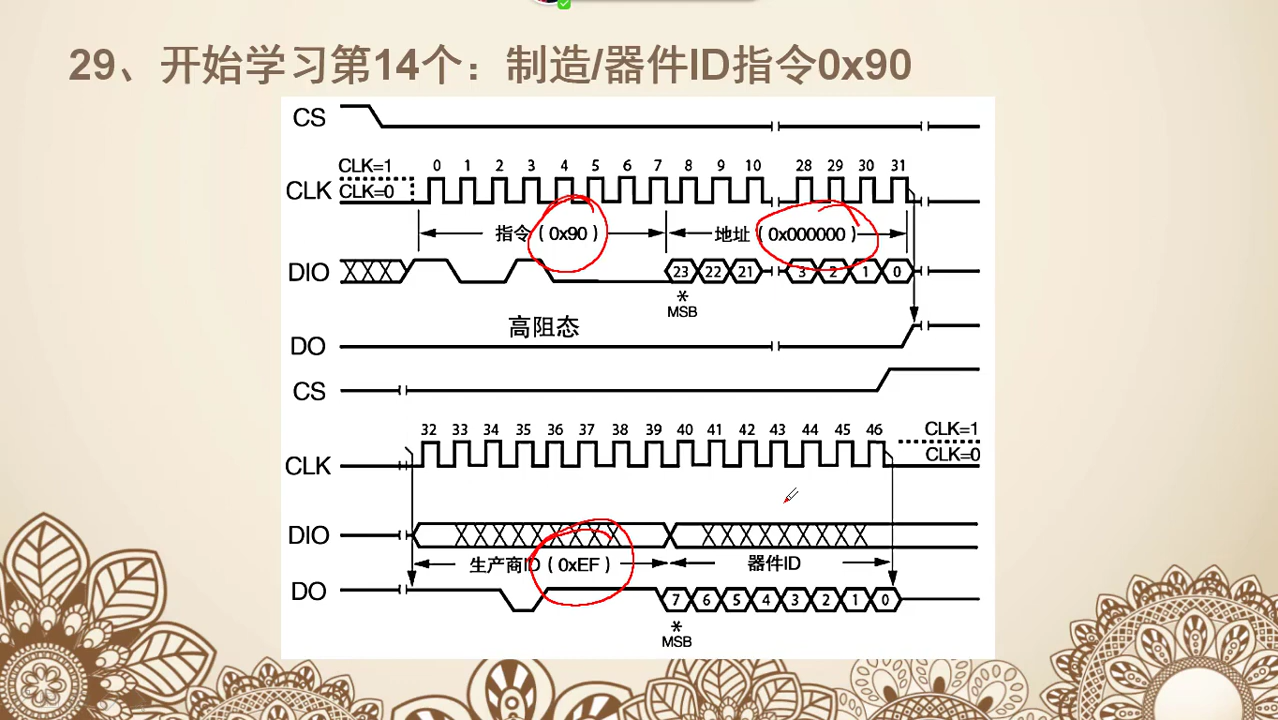 29、开始学习第14个：制造/器件ID指令0x90
CS
CLK=1
0 1 2 3 4 5 6 7 8 9 10 28 29 30 31
CLK
CLK=0
指令（0x90）
地址（0x000000）
DIO
23 22 21 3 2 1 0
*
MSB
高阻态
DO
CS
32 33 34 35 36 37 38 39 40 41 42 43 44 45 46
CLK=1
CLK
CLK=0
DIO
生产商ID（0xEF）
器件ID
DO
7 6 5 4 3 2 1 0
*
MSB